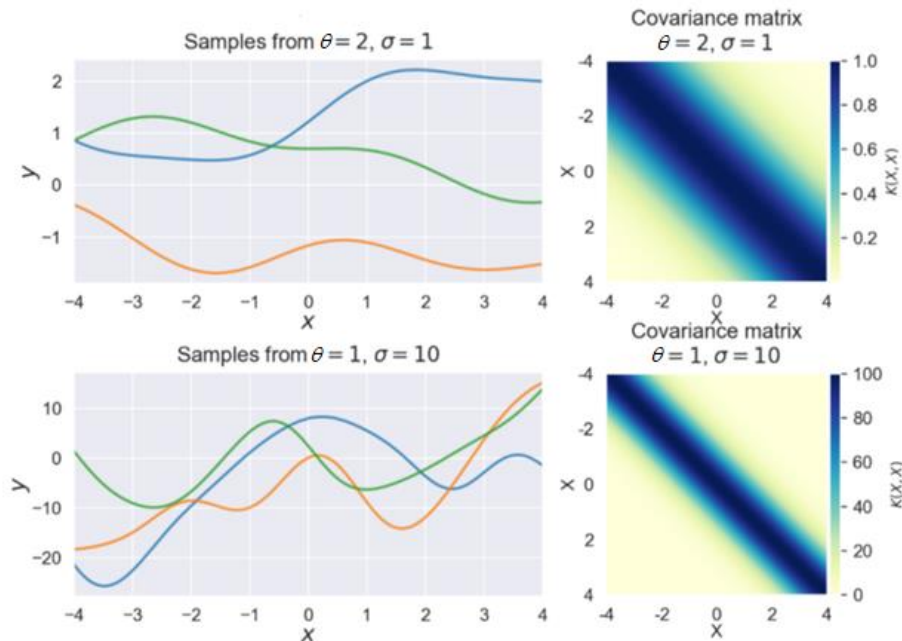 Samples from θ = 2, σ = 1
2
1
0
−1
y
−4 −3 −2 −1 0 1 2 3 4
x
Covariance matrix
θ = 2, σ = 1
-4
-2
0
2
4
X
-4 -2 0 2 4
X
1.0
0.8
0.6
0.4
0.2
K(X,X)
Samples from θ = 1, σ = 10
10
0
−10
−20
y
−4 −3 −2 −1 0 1 2 3 4
x
Covariance matrix
θ = 1, σ = 10
-4
-2
0
2
4
X
-4 -2 0 2 4
X
100
80
60
40
20
0
K(X,X)